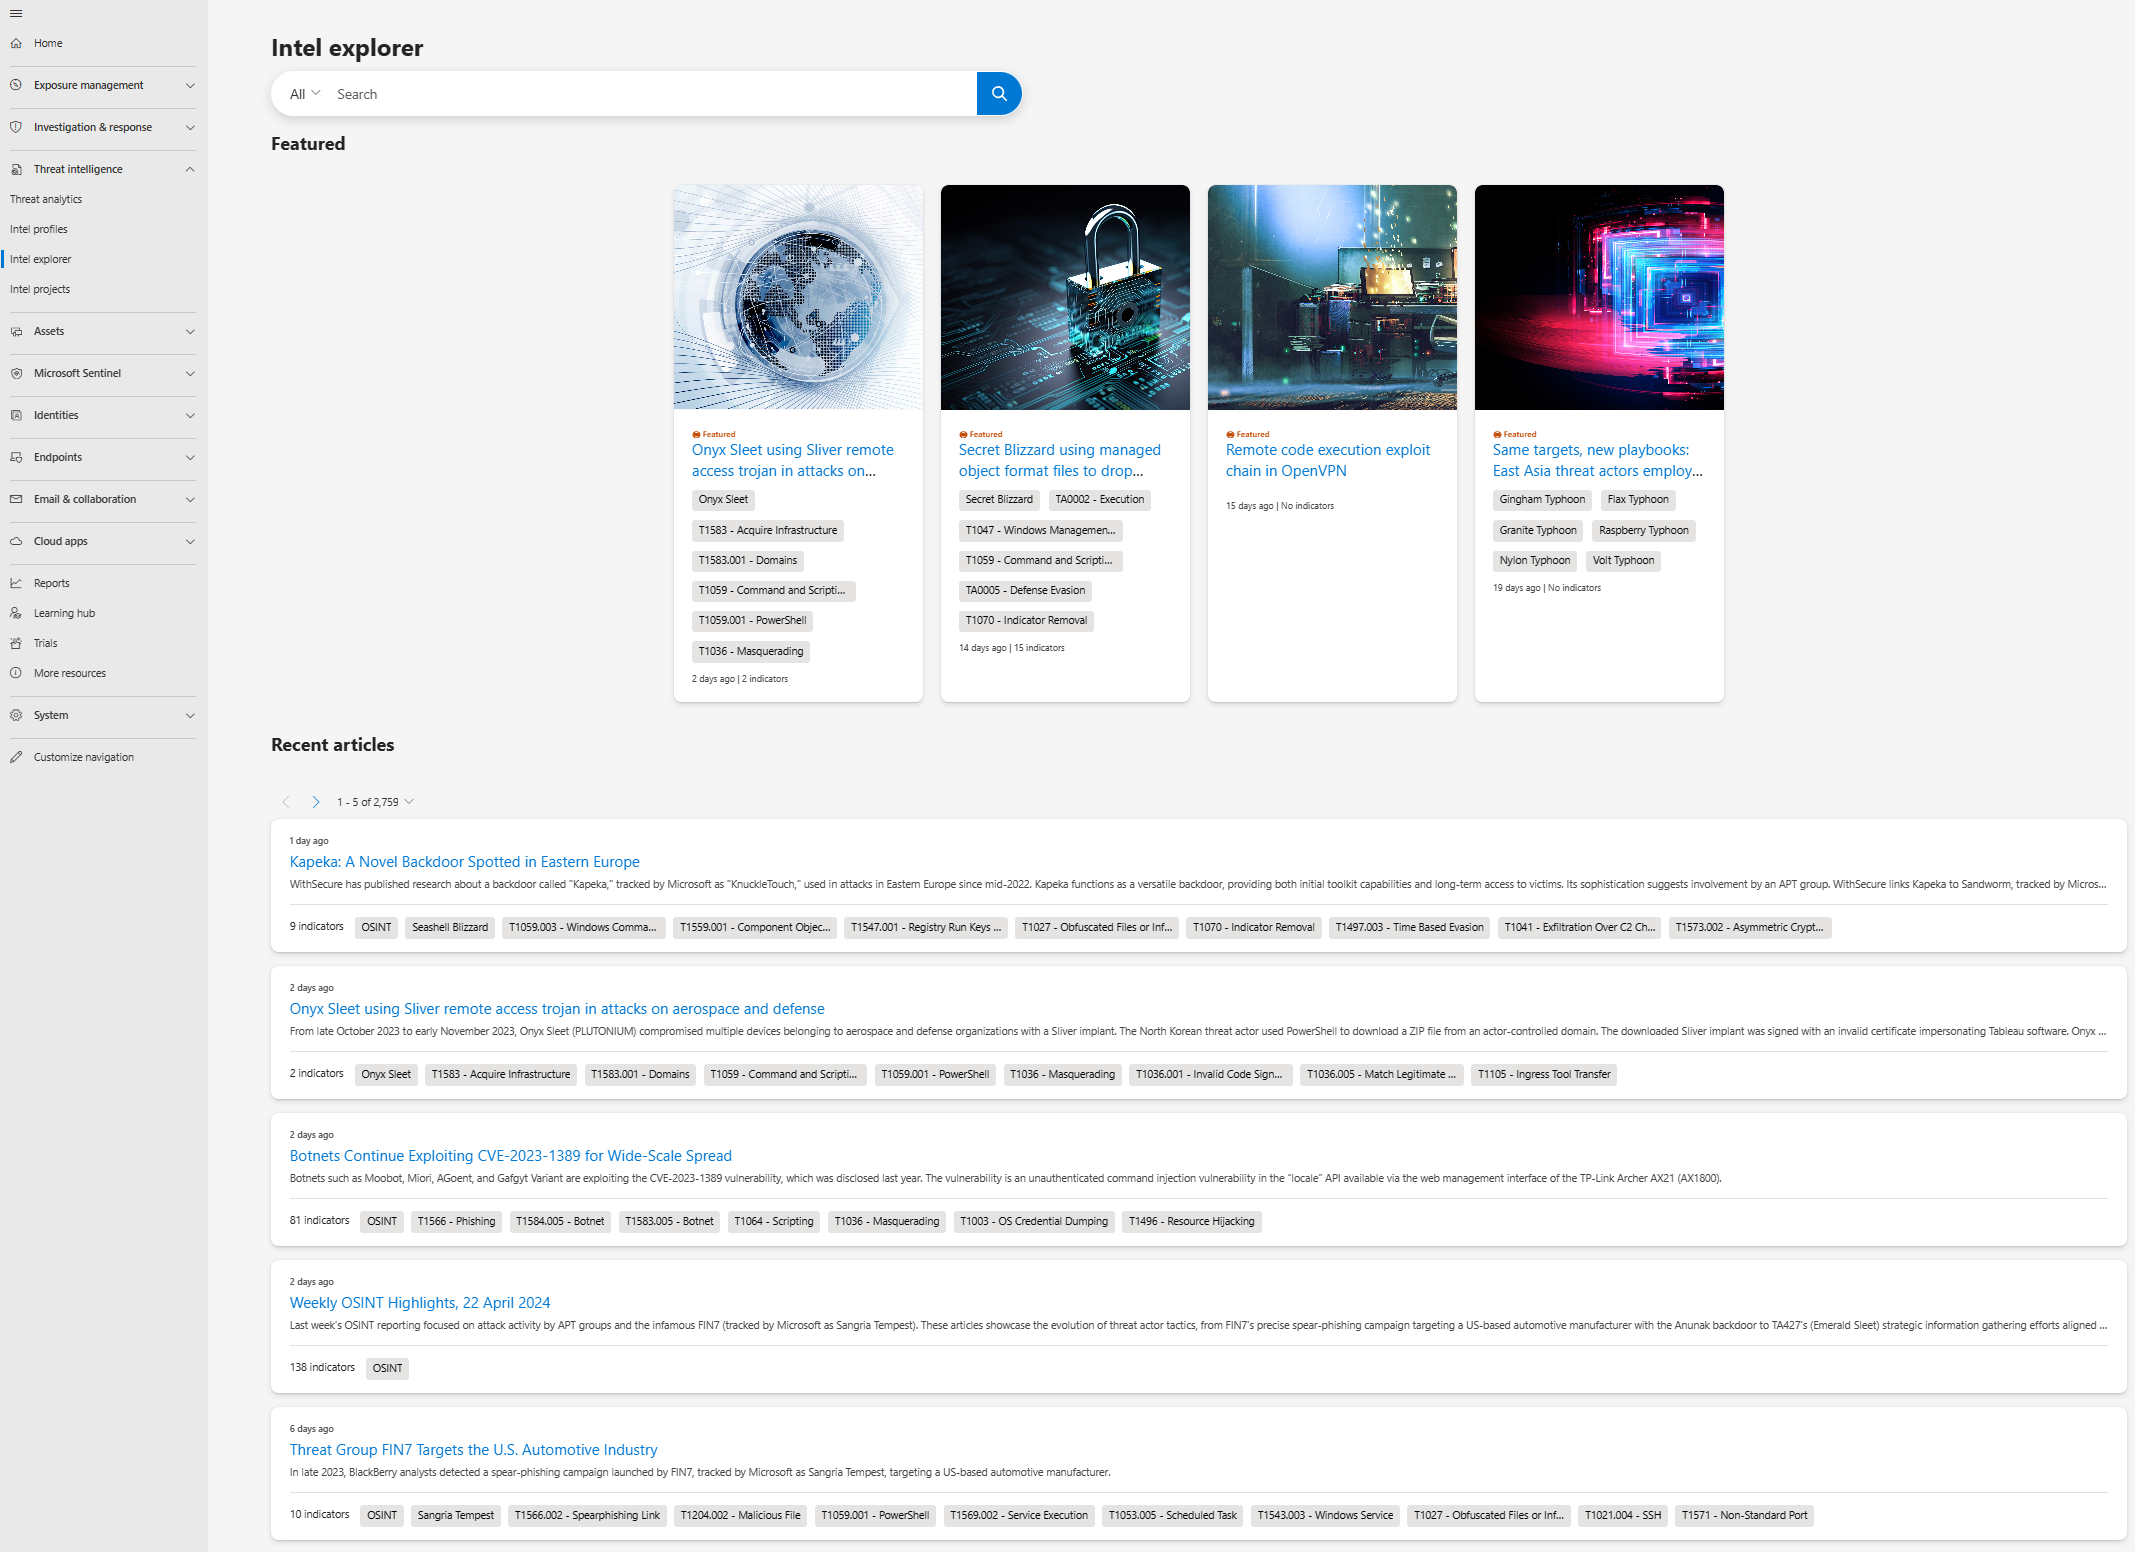 Home
Exposure management
Investigation & response
Threat intelligence
Threat analytics
Intel profiles
Intel explorer
Intel projects
Assets
Microsoft Sentinel
Identities
Endpoints
Email & collaboration
Cloud apps
Reports
Learning hub
Trials
More resources
System
Customize navigation
Intel explorer
All Search
Featured
Featured
Onyx Sleet using Sliver remote
access trojan in attacks on...
Onyx Sleet
T1583 - Acquire Infrastructure
T1583.001 - Domains
T1059 - Command and Scripti...
T1059.001 - PowerShell
T1036 - Masquerading
2 days ago | 2 indicators
Featured
Secret Blizzard using managed
object format files to drop...
Secret Blizzard TA0002 - Execution
T1047 - Windows Managemen...
T1059 - Command and Scripti...
TA0005 - Defense Evasion
T1070 - Indicator Removal
14 days ago | 15 indicators
Featured
Remote code execution exploit
chain in OpenVPN
15 days ago | No indicators
Featured
Same targets, new playbooks:
East Asia threat actors employ...
Gingham Typhoon Flax Typhoon
Granite Typhoon Raspberry Typhoon
Nylon Typhoon Volt Typhoon
19 days ago | No indicators
Recent articles
1 - 5 of 2,759
1 day ago
Kapeka: A Novel Backdoor Spotted in Eastern Europe
WithSecure has published research about a backdoor called "Kapeka," tracked by Microsoft as "KnuckleTouch," used in attacks in Eastern Europe since mid-2022. Kapeka functions as a versatile backdoor, providing both initial toolkit capabilities and long-term access to victims. Its sophistication suggests involvement by an APT group. WithSecure links Kapeka to Sandworm, tracked by Micros...
9 indicators OSINT Seashell Blizzard T1059.003 - Windows Comma... T1559.001 - Component Objec... T1547.001 - Registry Run Keys ... T1027 - Obfuscated Files or Inf... T1070 - Indicator Removal T1497.003 - Time Based Evasion T1041 - Exfiltration Over C2 Ch... T1573.002 - Asymmetric Crypt...
2 days ago
Onyx Sleet using Sliver remote access trojan in attacks on aerospace and defense
From late October 2023 to early November 2023, Onyx Sleet (PLUTONIUM) compromised multiple devices belonging to aerospace and defense organizations with a Sliver implant. The North Korean threat actor used PowerShell to download a ZIP file from an actor-controlled domain. The downloaded Sliver implant was signed with an invalid certificate impersonating Tableau software. Onyx ...
2 indicators Onyx Sleet T1583 - Acquire Infrastructure T1583.001 - Domains T1059 - Command and Scripti... T1059.001 - PowerShell T1036 - Masquerading T1036.001 - Invalid Code Sign... T1036.005 - Match Legitimate ... T1105 - Ingress Tool Transfer
2 days ago
Botnets Continue Exploiting CVE-2023-1389 for Wide-Scale Spread
Botnets such as Moobot, Miori, AGoent, and Gafgyt Variant are exploiting the CVE-2023-1389 vulnerability, which was disclosed last year. The vulnerability is an unauthenticated command injection vulnerability in the "locale" API available via the web management interface of the TP-Link Archer AX21 (AX1800).
81 indicators OSINT T1566 - Phishing T1584.005 - Botnet T1583.005 - Botnet T1064 - Scripting T1036 - Masquerading T1003 - OS Credential Dumping T1496 - Resource Hijacking
2 days ago
Weekly OSINT Highlights, 22 April 2024
Last week's OSINT reporting focused on attack activity by APT groups and the infamous FIN7 (tracked by Microsoft as Sangria Tempest). These articles showcase the evolution of threat actor tactics, from FIN7's precise spear-phishing campaign targeting a US-based automotive manufacturer with the Anunak backdoor to TA427's (Emerald Sleet) strategic information gathering efforts aligned ...
138 indicators OSINT
6 days ago
Threat Group FIN7 Targets the U.S. Automotive Industry
In late 2023, BlackBerry analysts detected a spear-phishing campaign launched by FIN7, tracked by Microsoft as Sangria Tempest, targeting a US-based automotive manufacturer.
10 indicators OSINT Sangria Tempest T1566.002 - Spearphishing Link T1204.002 - Malicious File T1059.001 - PowerShell T1569.002 - Service Execution T1053.005 - Scheduled Task T1543.003 - Windows Service T1027 - Obfuscated Files or Inf... T1021.004 - SSH T1571 - Non-Standard Port